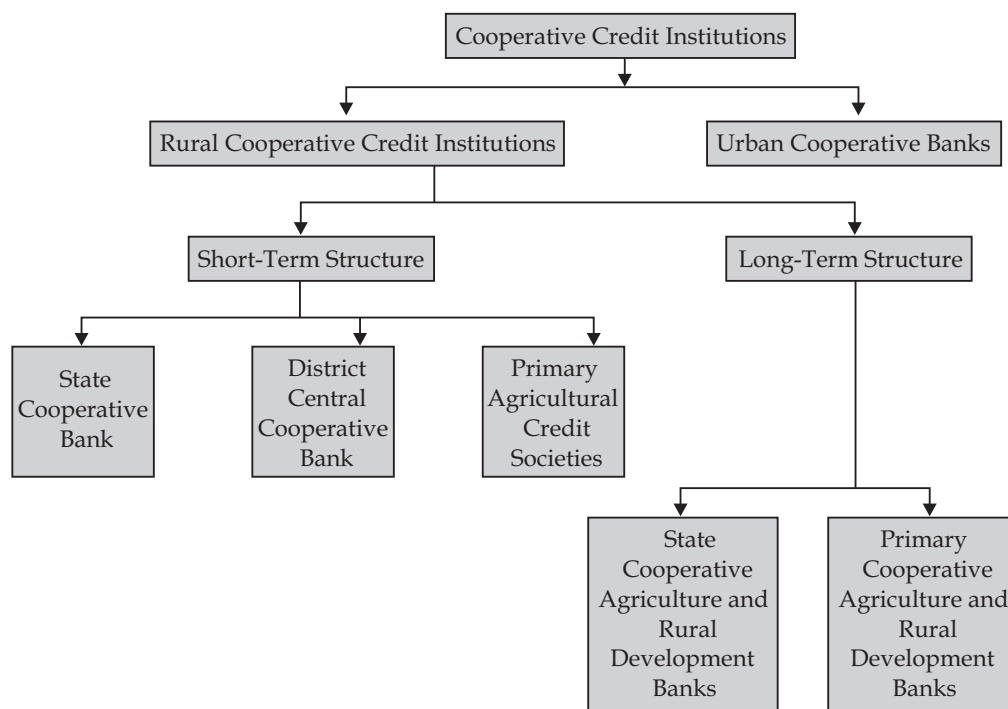 Cooperative Credit Institutions
Rural Cooperative Credit Institutions
Urban Cooperative Banks
Short-Term Structure
Long-Term Structure
State
Cooperative
Bank
District
Central
Cooperative
Bank
Primary
Agricultural
Credit
Societies
State
Cooperative
Agriculture and
Rural
Development
Banks
Primary
Cooperative
Agriculture and
Rural
Development
Banks